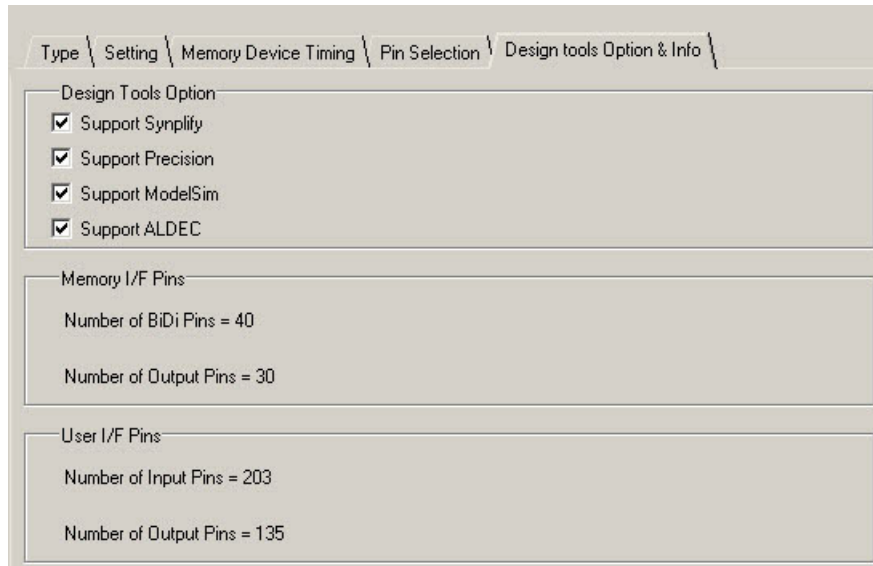 Type Setting Memory Device Timing Pin Selection Design tools Option & Info
Design Tools Option
Support Synplify
Support Precision
Support ModelSim
Support ALDEC
Memory I/F Pins
Number of BiDi Pins = 40
Number of Output Pins = 30
User I/F Pins
Number of Input Pins = 203
Number of Output Pins = 135